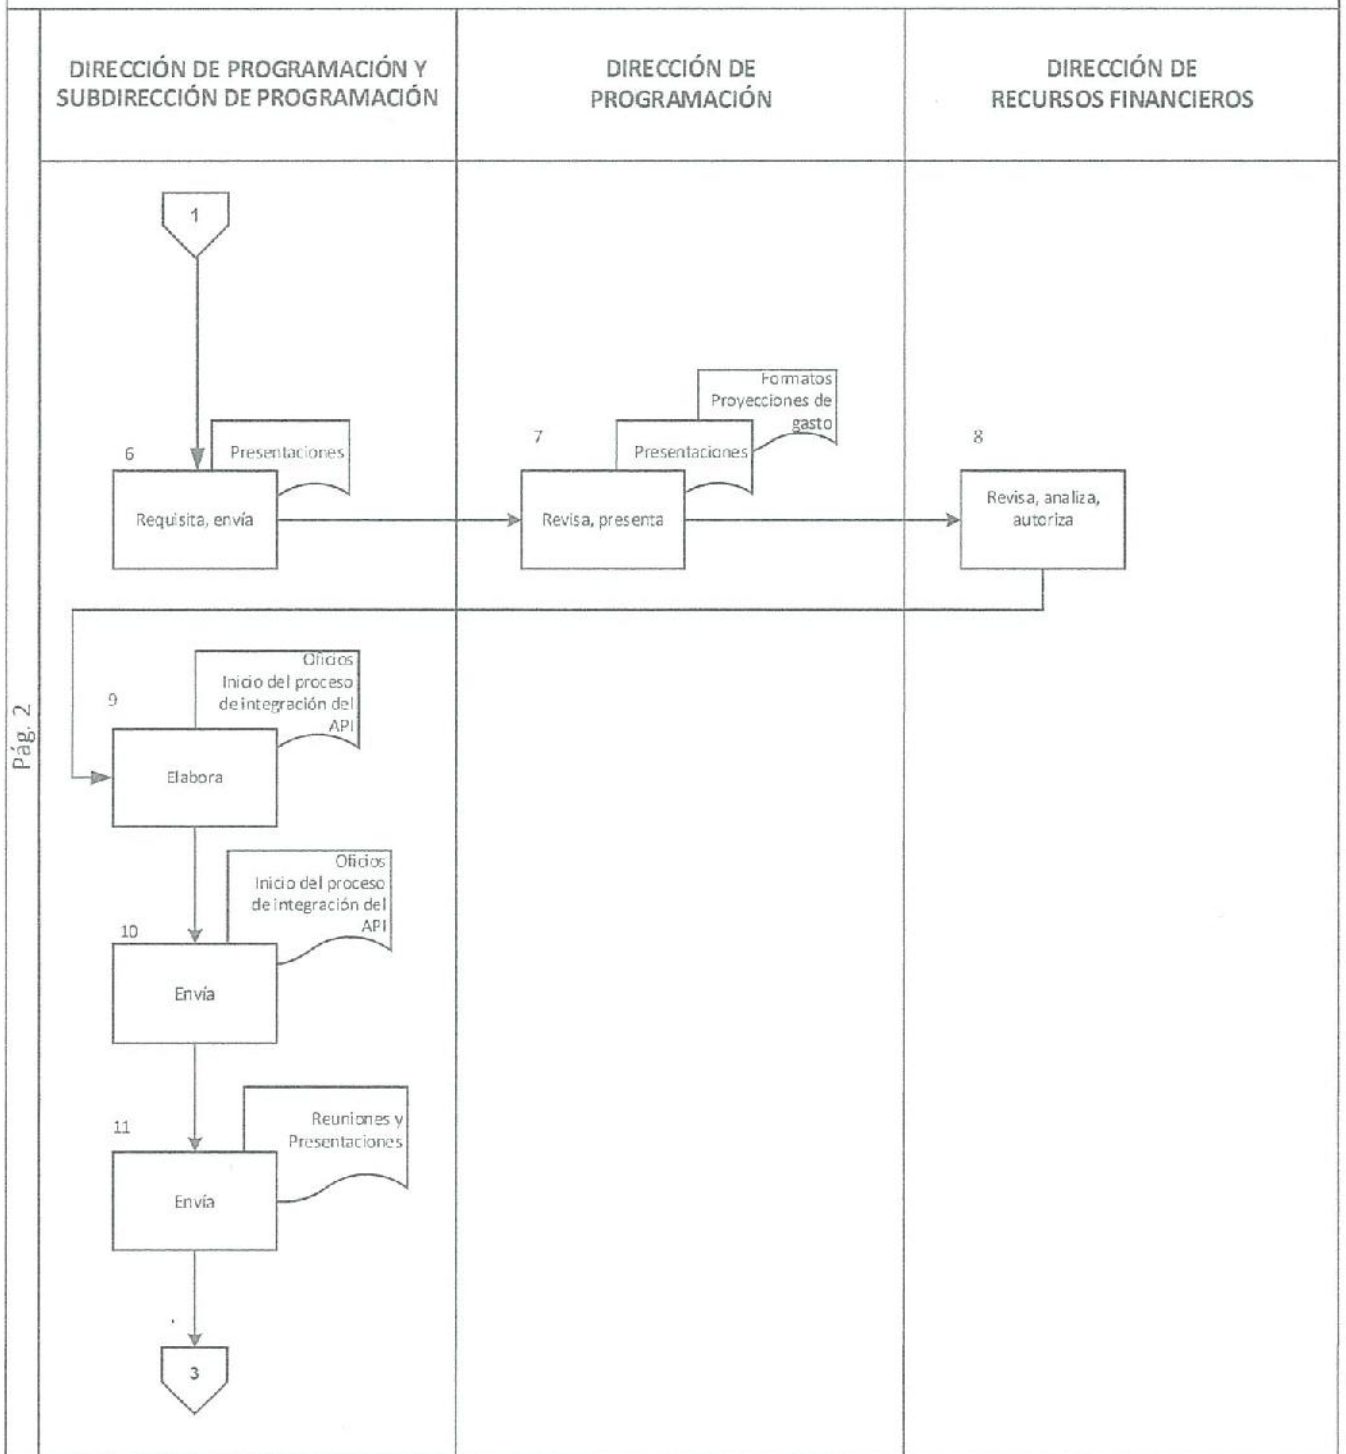 DIRECCIÓN DE PROGRAMACIÓN Y
SUBDIRECCIÓN DE PROGRAMACIÓN
DIRECCIÓN DE
PROGRAMACIÓN
DIRECCIÓN DE
RECURSOS FINANCIEROS
Pág. 2
1
6
Presentaciones
Requisita, envía
7
Formatos
Proyecciones de
gasto
Presentaciones
Revisa, presenta
8
Revisa, analiza,
autoriza
9
Oficios
Inicio del proceso
de integración del
API
Elabora
10
Oficios
Inicio del proceso
de integración del
API
Envía
11
Reuniones y
Presentaciones
Envía
3